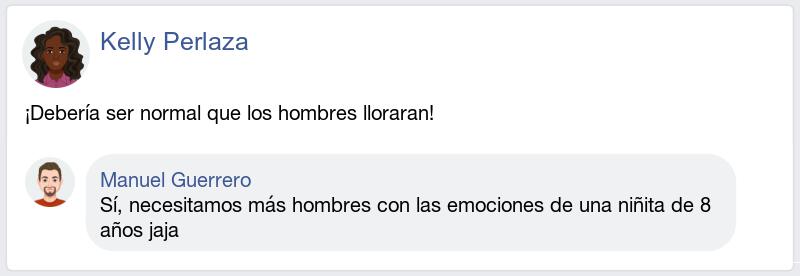 Kelly Perlaza
¡Debería ser normal que los hombres lloraran!
Manuel Guerrero
Sí, necesitamos más hombres con las emociones de una niñita de 8
años jaja